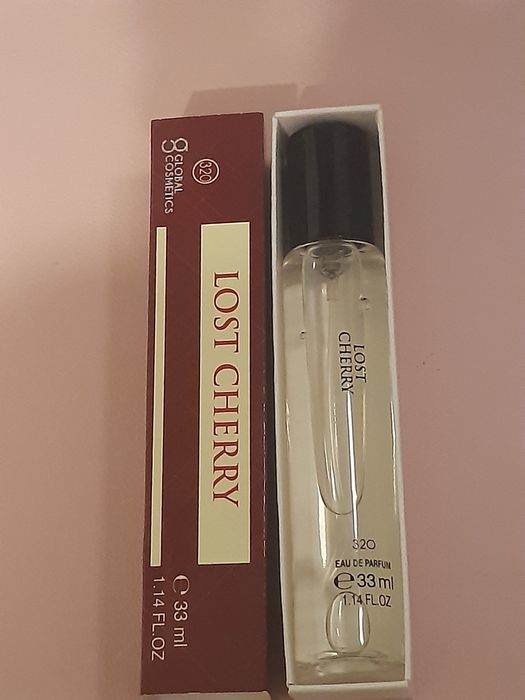 GLOBAL
COSMETICS
320
LOST CHERRY
e 33 ml
1.14 FL.OZ
LOST
CHERRY
320
EAU DE PARFUM
e 33 ml
1.14 FL.OZ